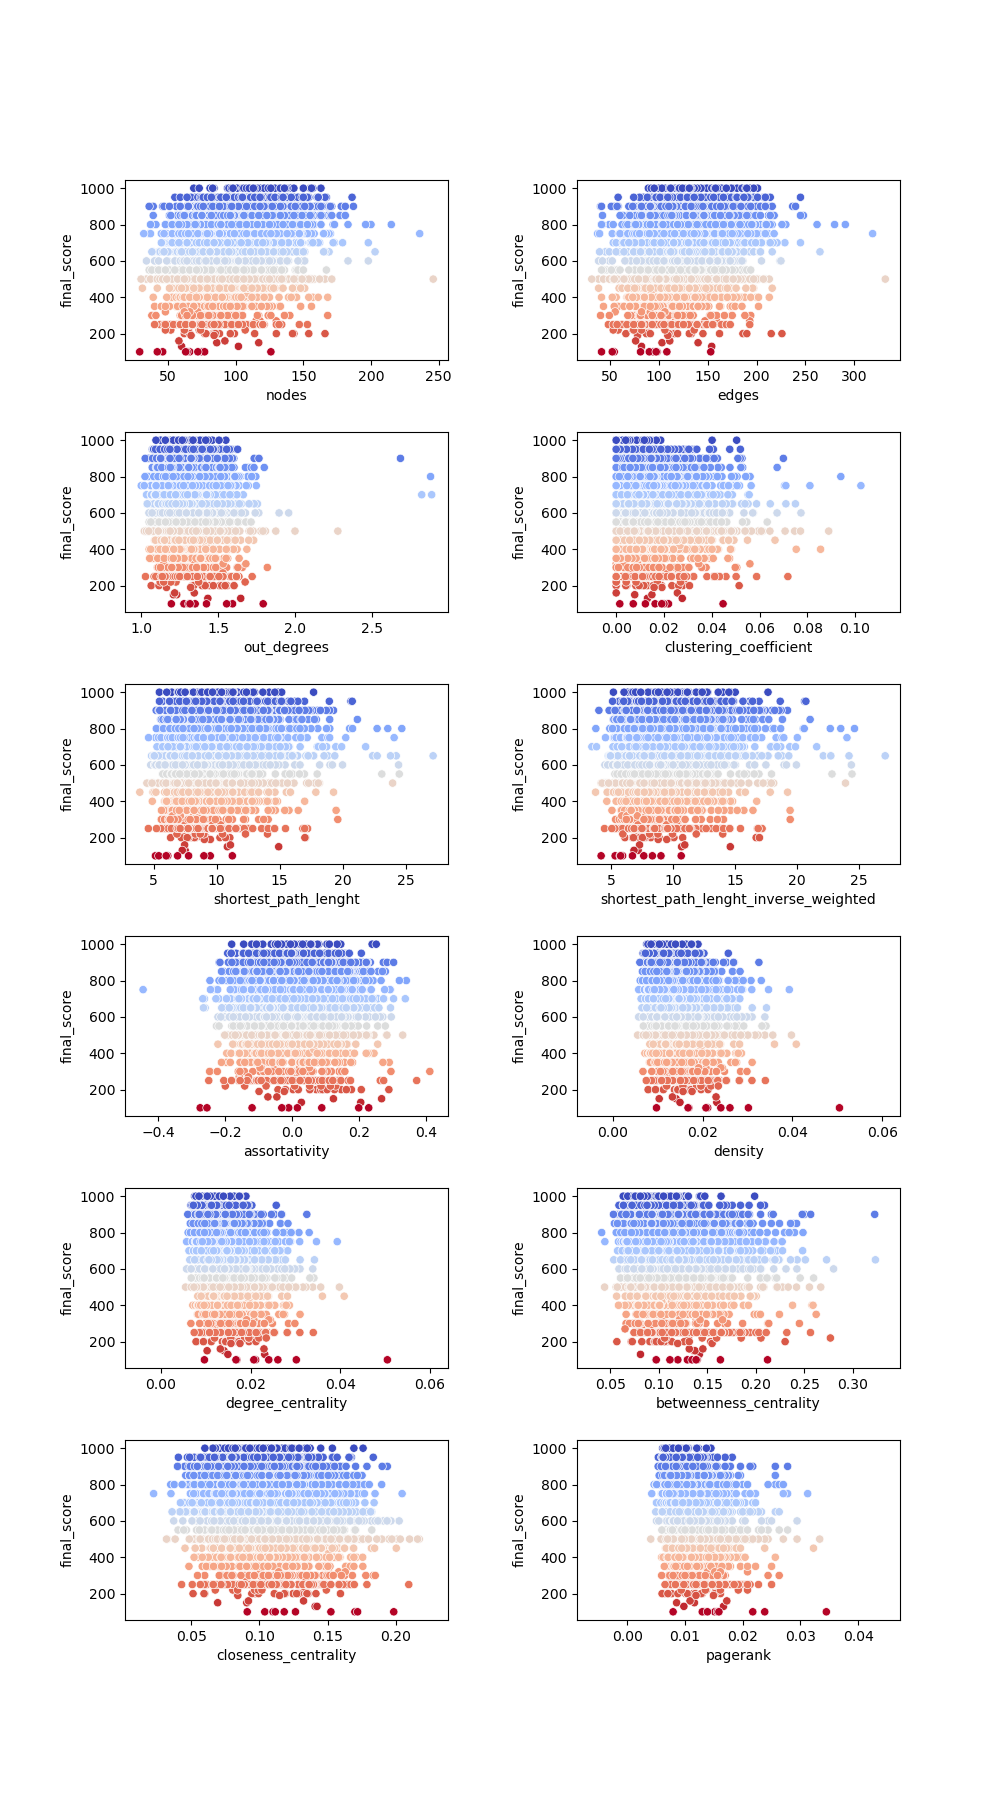 1000
800
600
400
200
final_score
50 100 150 200 250
nodes
1000
800
600
400
200
final_score
50 100 150 200 250 300
edges
1000
800
600
400
200
final_score
1.0 1.5 2.0 2.5
out_degrees
1000
800
600
400
200
final_score
0.00 0.02 0.04 0.06 0.08 0.10
clustering_coefficient
1000
800
600
400
200
final_score
5 10 15 20 25
shortest_path_lenght
1000
800
600
400
200
final_score
5 10 15 20 25
shortest_path_lenght_inverse_weighted
1000
800
600
400
200
final_score
−0.4 −0.2 0.0 0.2 0.4
assortativity
1000
800
600
400
200
final_score
0.00 0.02 0.04 0.06
density
1000
800
600
400
200
final_score
0.00 0.02 0.04 0.06
degree_centrality
1000
800
600
400
200
final_score
0.05 0.10 0.15 0.20 0.25 0.30
betweenness_centrality
1000
800
600
400
200
final_score
0.05 0.10 0.15 0.20
closeness_centrality
1000
800
600
400
200
final_score
0.00 0.01 0.02 0.03 0.04
pagerank